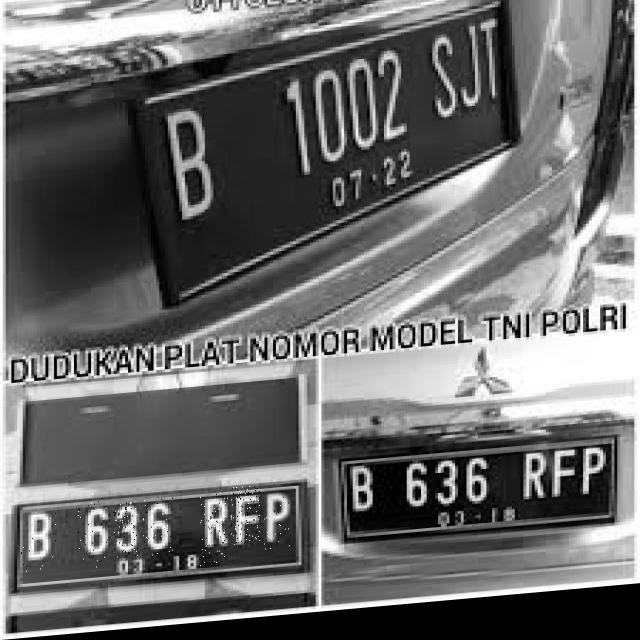 B 1002 SJT
07·22
DUDUKAN PLAT NOMOR MODEL TNI POLRI
B 636 RFP
03-18
B 636 RFP
03-18